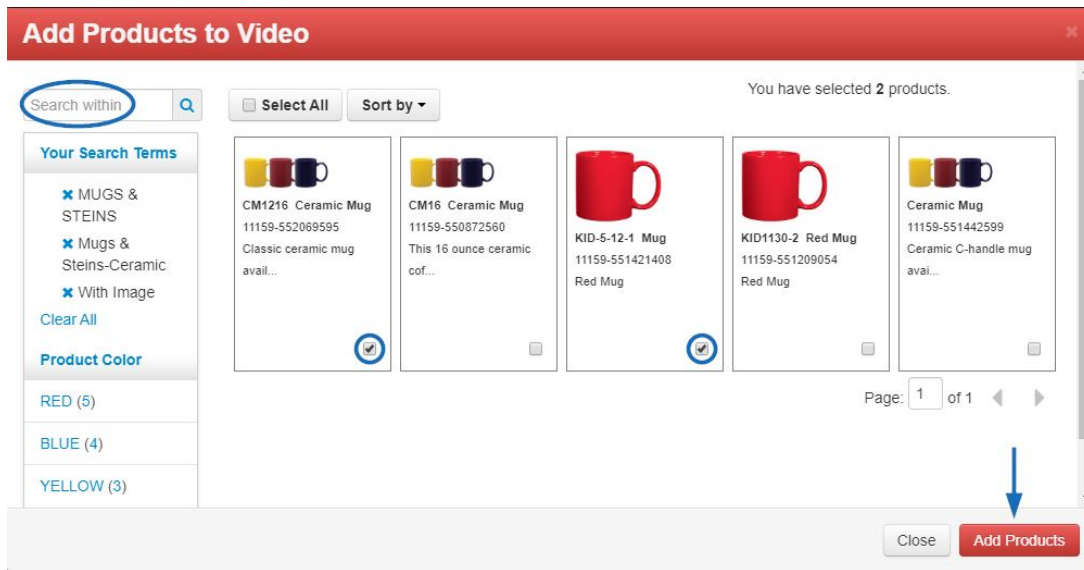 Add Products to Video
Search within
Select All
Sort by
You have selected 2 products.
Your Search Terms
MUGS &
STEINS
Mugs &
Steins-Ceramic
With Image
Clear All
Product Color
RED (5)
BLUE (4)
YELLOW (3)
CM1216 Ceramic Mug
11159-552069595
Classic ceramic mug
avail...
CM16 Ceramic Mug
11159-550872560
This 16 ounce ceramic
cof...
KID-5-12-1 Mug
11159-551421408
Red Mug
KID1130-2 Red Mug
11159-551209054
Red Mug
Ceramic Mug
11159-551442599
Ceramic C-handle mug
avai...
Page: 1 of 1
Close
Add Products